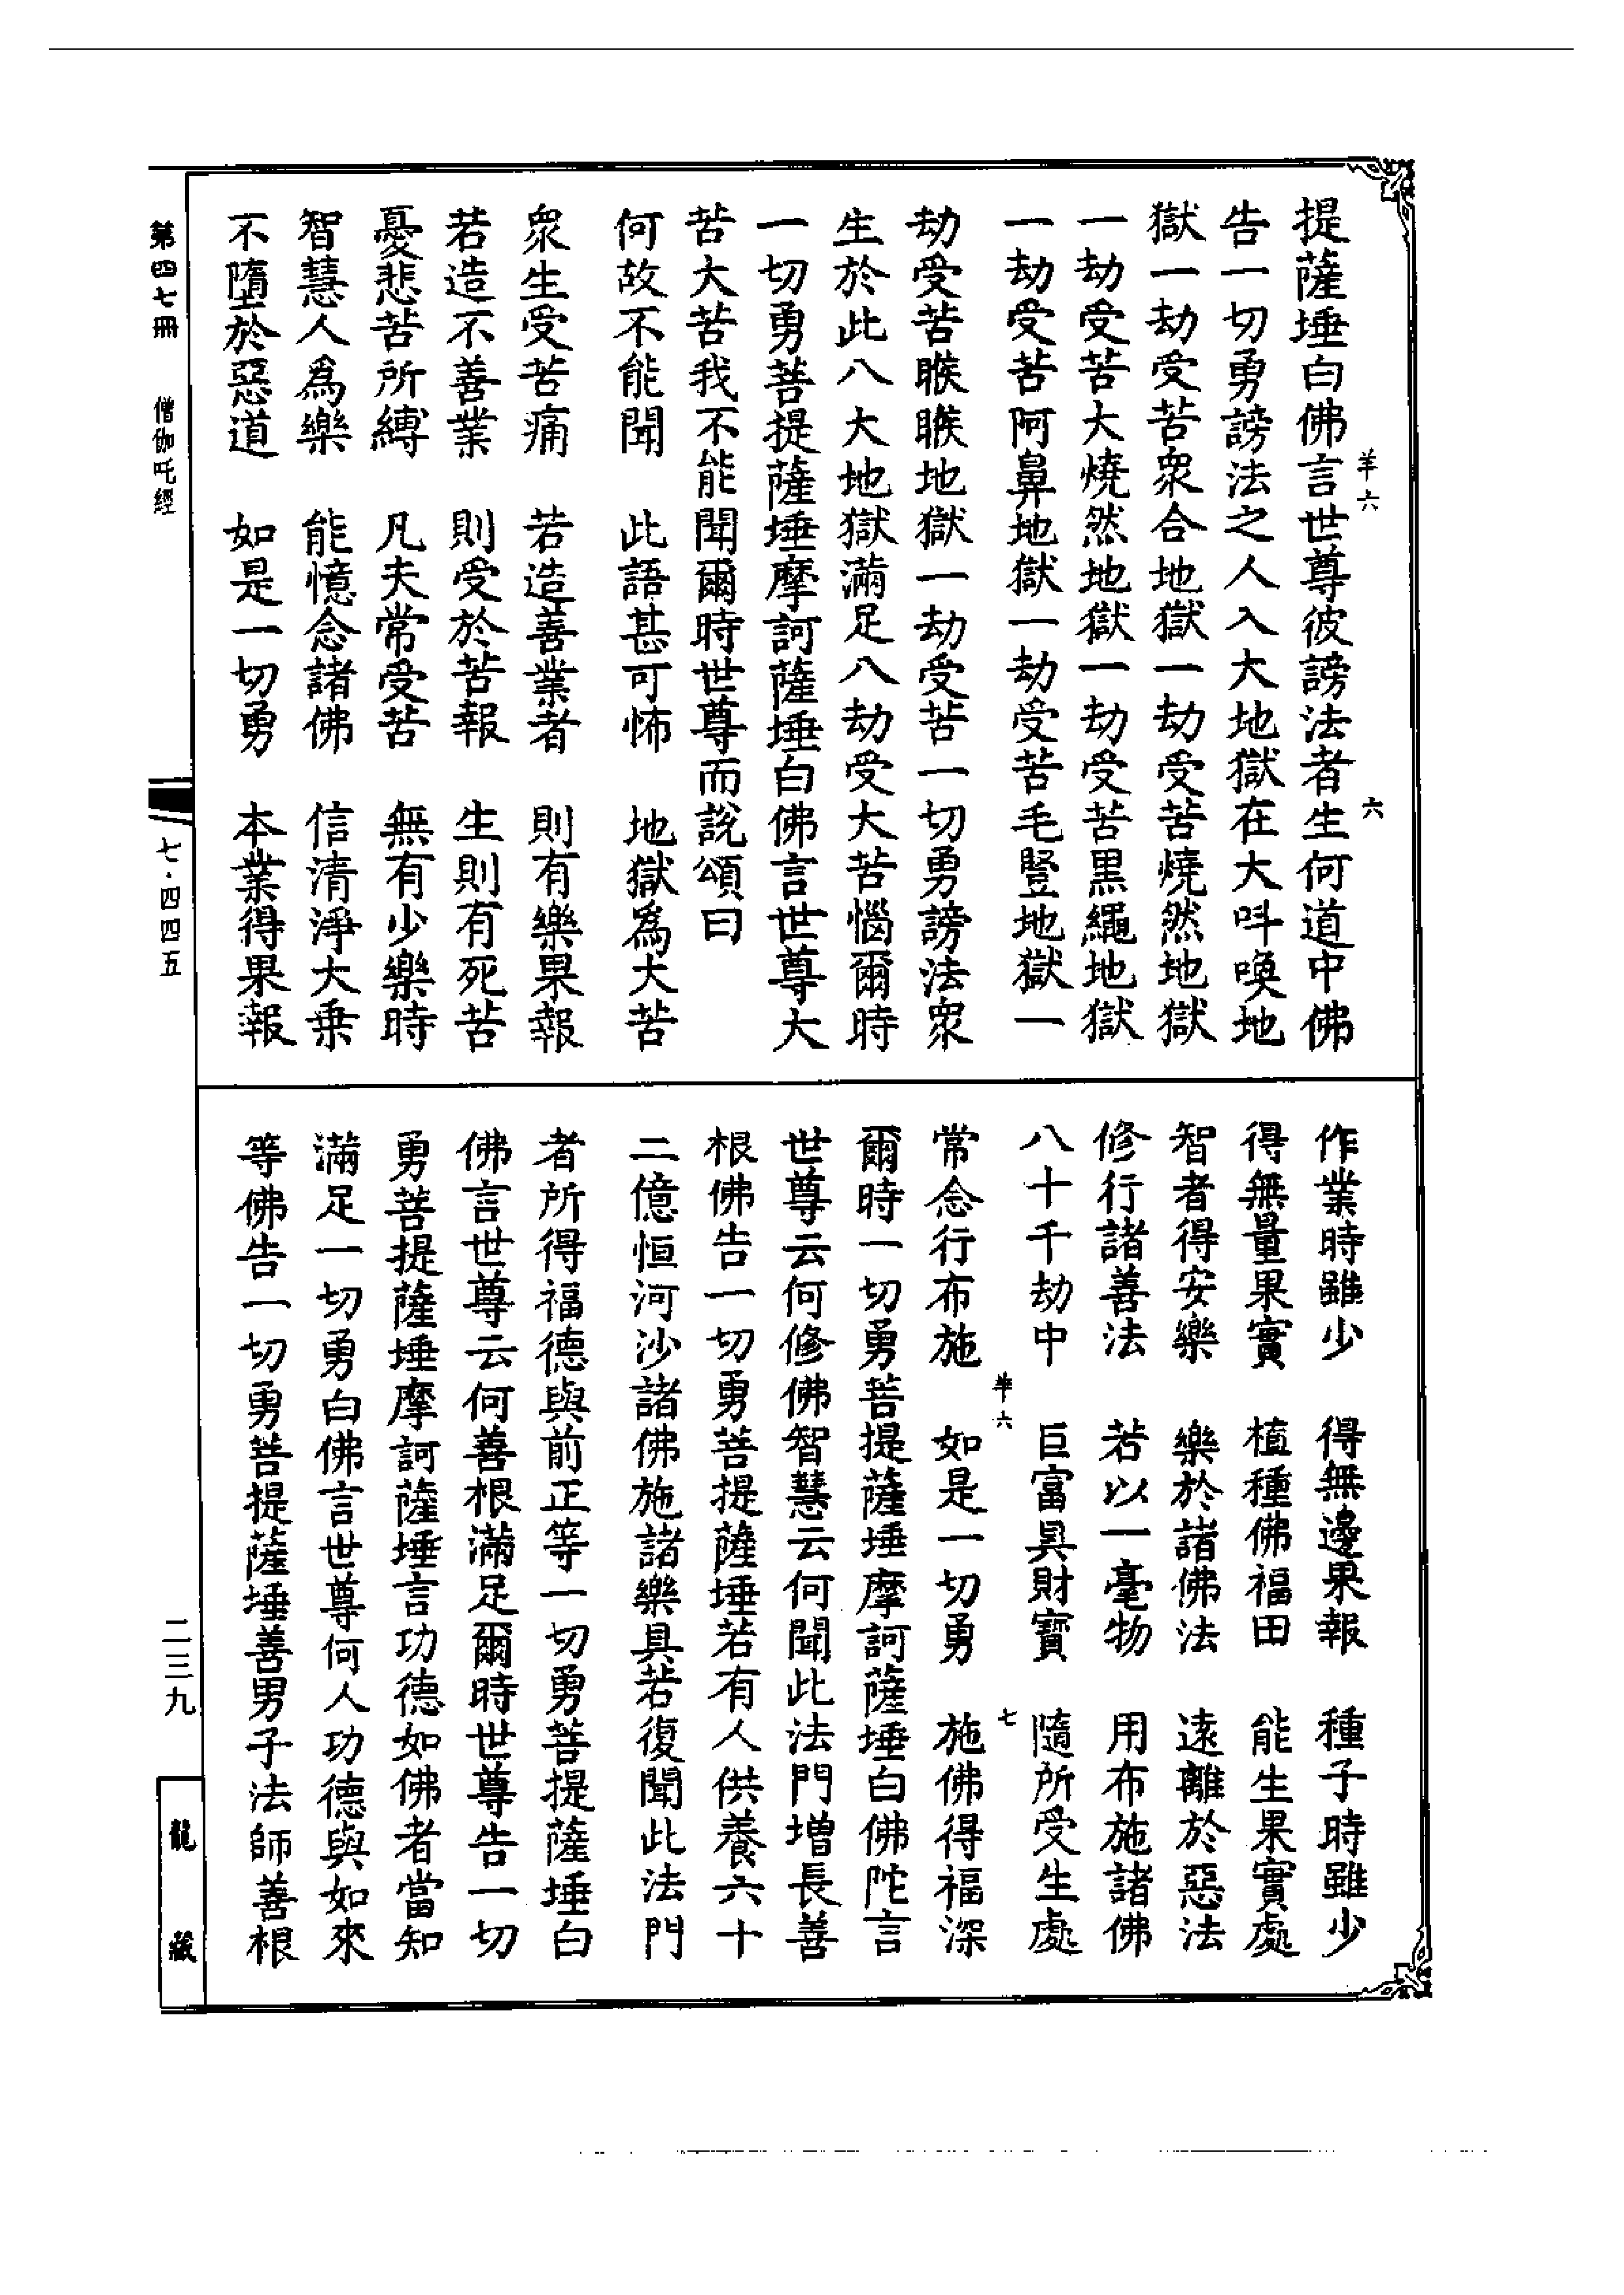 提薩埵白佛言世尊彼謗法者生何道中佛
告一切勇謗法之人入大地獄在大叫喚地
獄一劫受苦衆合地獄一劫受苦燒然地獄
一劫受苦大燒然地獄一劫受苦黑繩地獄
一劫受苦阿鼻地獄一劫受苦毛豎地獄一
劫受苦睺睺地獄一劫受苦一切勇謗法衆
生於此八大地獄滿足八劫受大苦惱爾時
一切勇菩提薩埵摩訶薩埵白佛言世尊大
苦大苦我不能聞爾時世尊而說頌曰
何故不能聞　此語甚可怖　地獄爲大苦
衆生受苦痛　若造善業者　則有樂果報
若造不善業　則受於苦報　生則有死苦
憂悲苦所縛　凡夫常受苦　無有少樂時
智慧人爲樂　能憶念諸佛　信清淨大乘
不墮於惡道　如是一切勇　本業得果報
作業時雖少　得無邊果報　種子時雖少
得無量果實　植種佛福田　能生果實處
智者得安樂　樂於諸佛法　遠離於惡法
修行諸善法　若以一毫物　用布施諸佛
八十千劫中　巨富具財寶　隨所受生處
常念行布施　如是一切勇　施佛得福深
爾時一切勇菩提薩埵摩訶薩埵白佛陀言
世尊云何修佛智慧云何聞此法門增長善
根佛告一切勇菩提薩埵若有人供養六十
二億恒河沙諸佛施諸樂具若復聞此法門
者所得福德與前正等一切勇菩提薩埵白
佛言世尊云何善根滿足爾時世尊告一切
勇菩提薩埵摩訶薩埵言功德如佛者當知
滿足一切勇白佛言世尊何人功德與如來
等佛告一切勇菩提薩埵善男子法師善根
羊六
六
羊六
七
第四七冊　僧伽吒經
七·四四五
二三九
龍藏